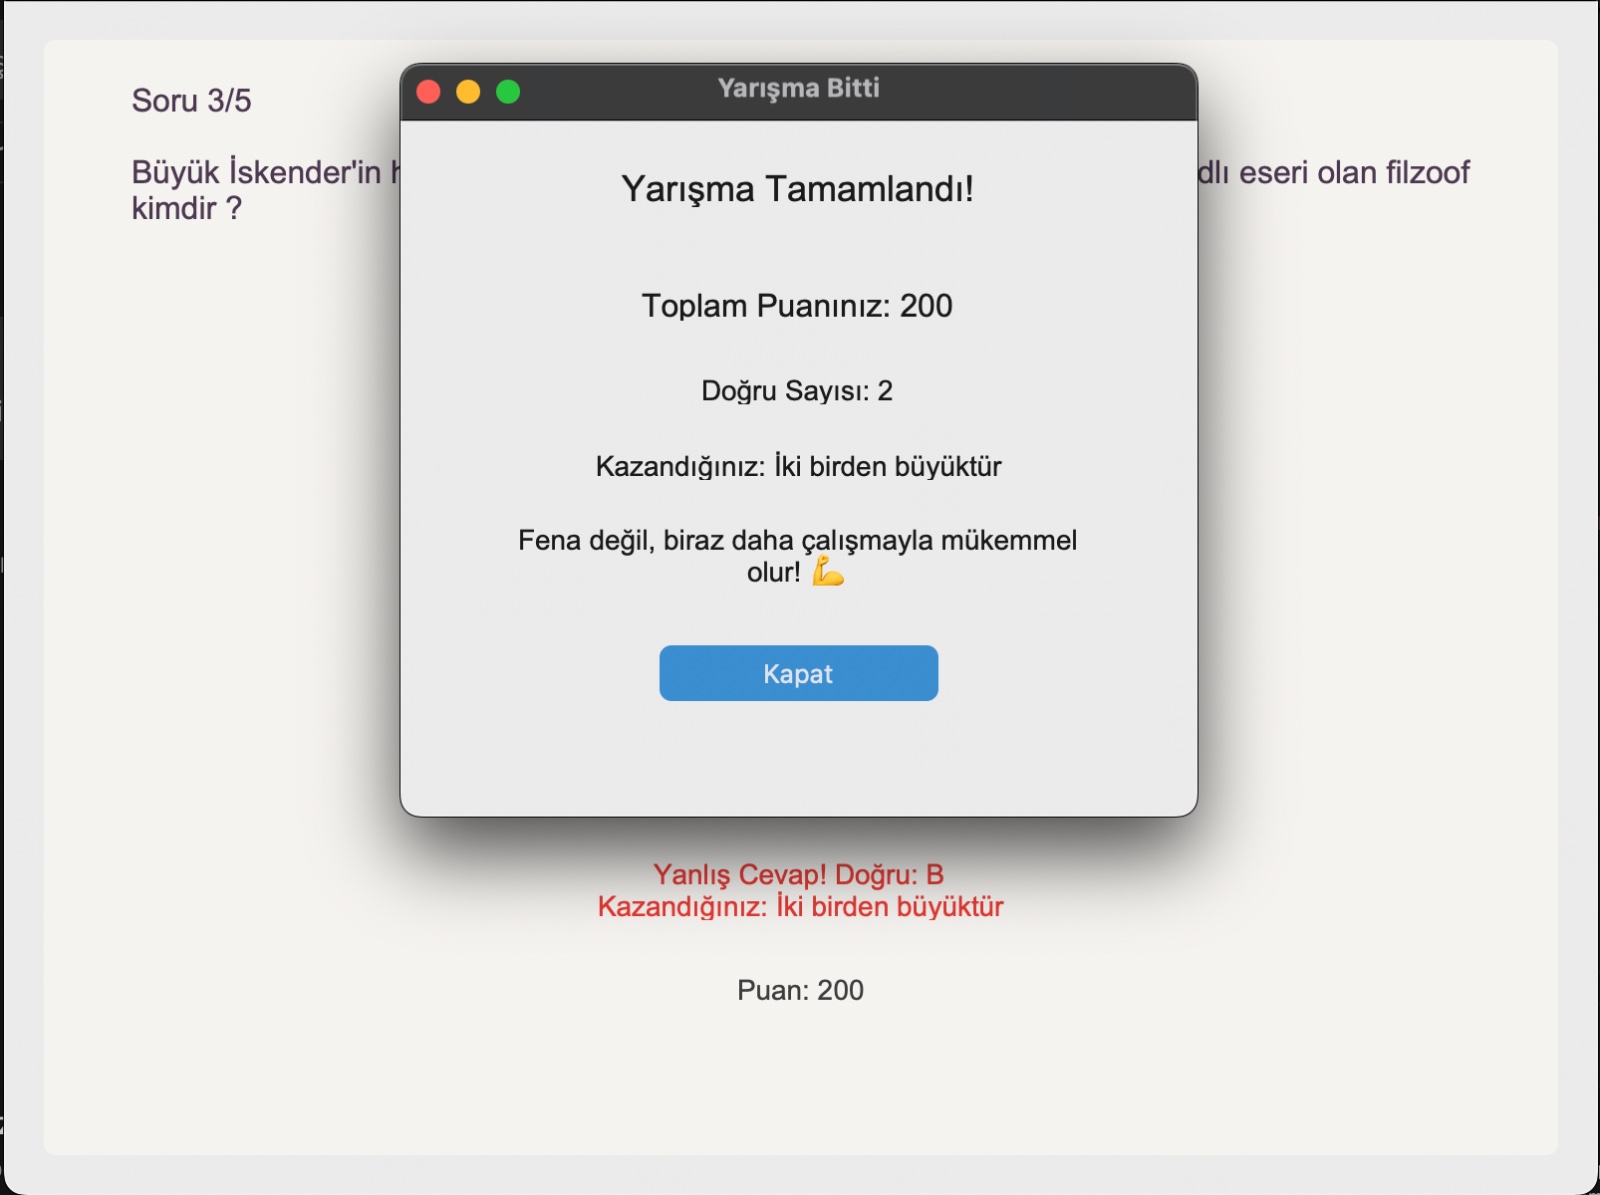 Yarışma Bitti
Soru 3/5
Büyük İskender'in
dlı eseri olan filzoof
kimdir ?
Yarışma Tamamlandı!
Toplam Puanınız: 200
Doğru Sayısı: 2
Kazandığınız: İki birden büyüktür
Fena değil, biraz daha çalışmayla mükemmel
olur! 💪
Kapat
Yanlış Cevap! Doğru: B
Kazandığınız: İki birden büyüktür
Puan: 200